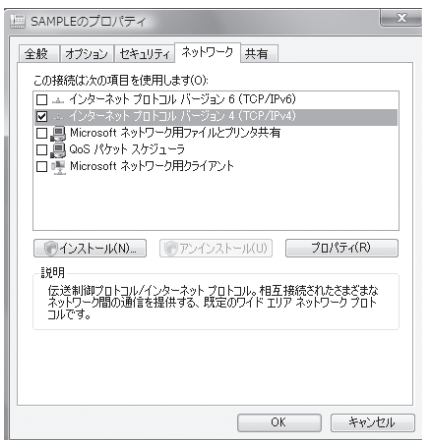 SAMPLEのプロパティ
全般 オプション セキュリティ ネットワーク 共有
この接続は次の項目を使用します(O):
インターネット プロトコル バージョン 6 (TCP/IPv6)
インターネット プロトコル バージョン 4 (TCP/IPv4)
Microsoft ネットワーク用ファイルとプリンタ共有
QoS パケット スケジューラ
Microsoft ネットワーク用クライアント
インストール(N)... アンインストール(U) プロパティ(R)
説明
伝送制御プロトコル/インターネット プロトコル。相互接続されたさまざまな
ネットワーク間の通信を提供する、既定のワイド エリア ネットワーク プロト
コルです。
OK キャンセル